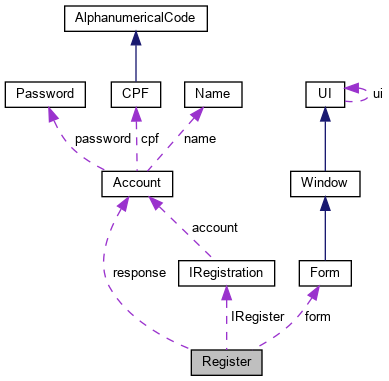 AlphanumericalCode
Password
CPF
Name
UI
ui
password
cpf
name
Account
Window
account
response
IRegistration
Form
IRegister
form
Register